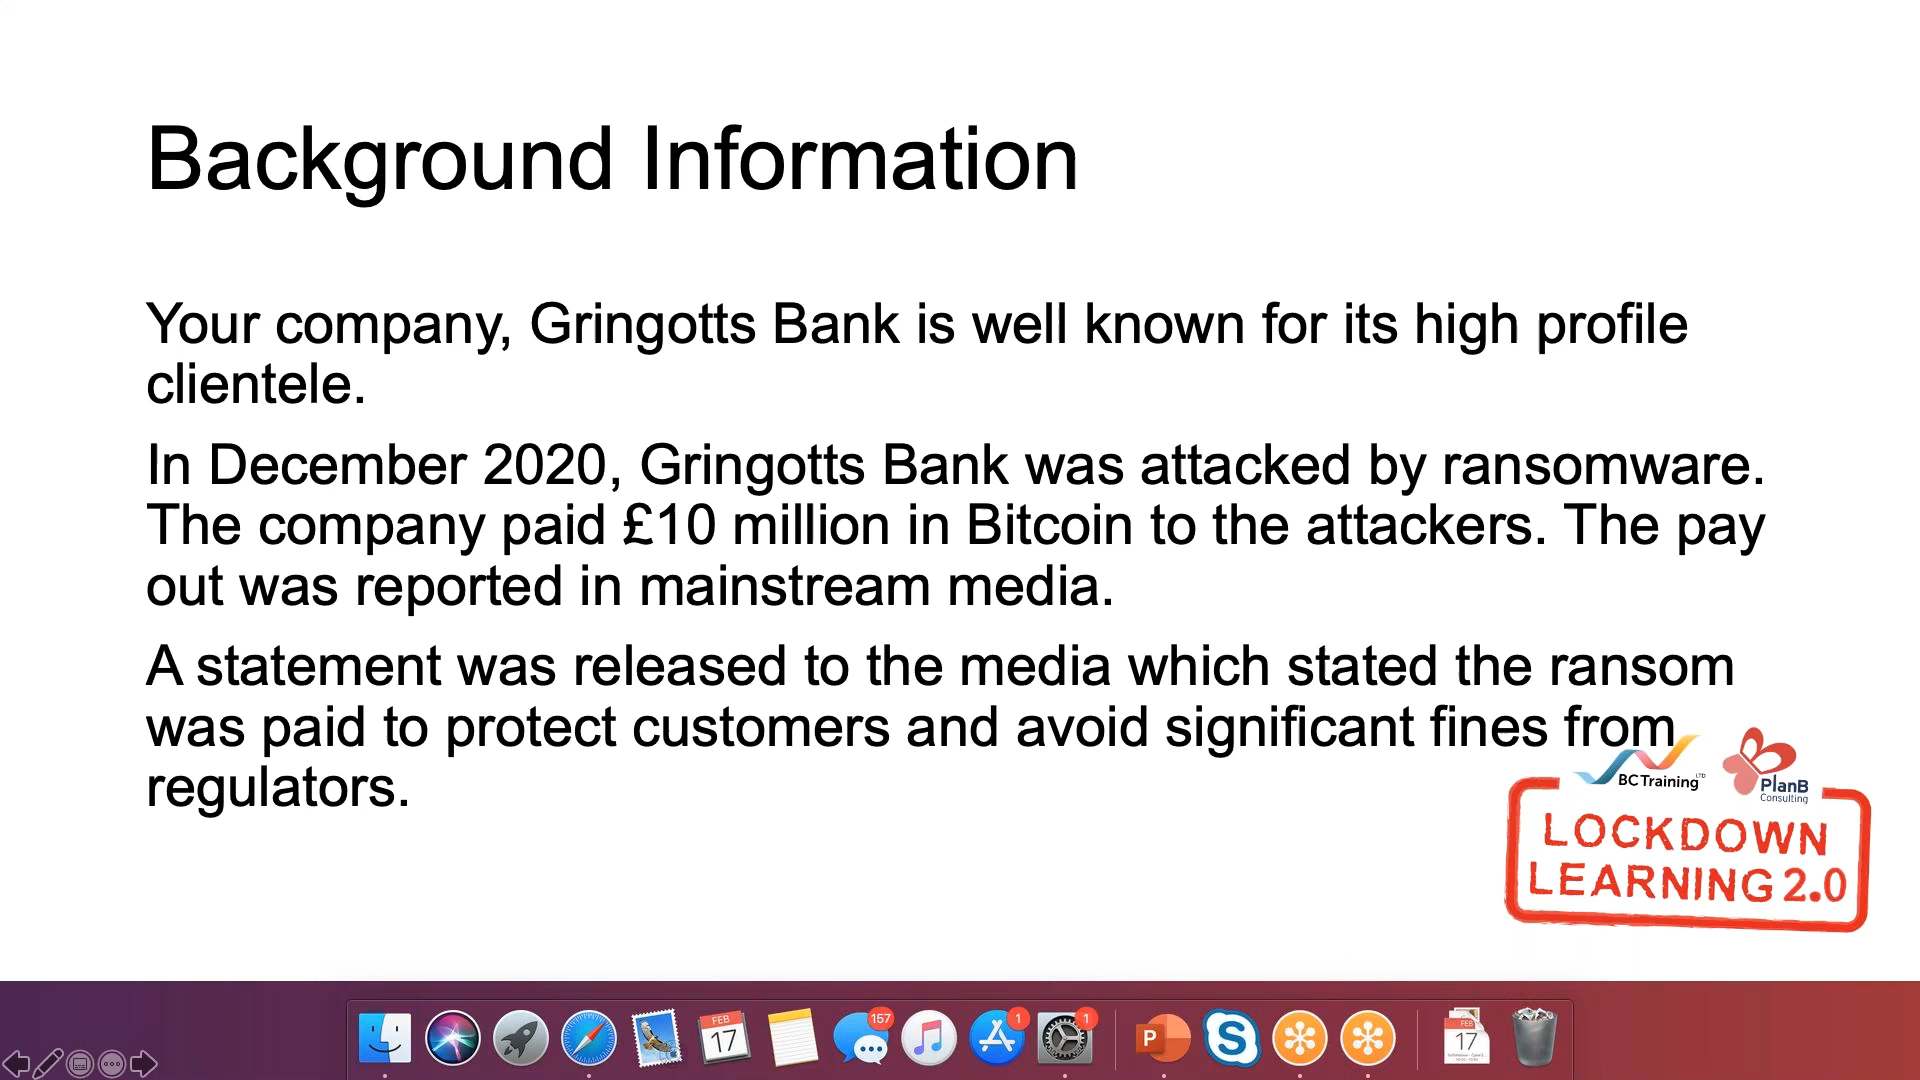 Background Information
Your company, Gringotts Bank is well known for its high profile
clientele.
In December 2020, Gringotts Bank was attacked by ransomware.
The company paid £10 million in Bitcoin to the attackers. The pay
out was reported in mainstream media.
A statement was released to the media which stated the ransom
was paid to protect customers and avoid significant fines from
regulators.
BCTraining LTD
PlanB
Consulting
LOCKDOWN
LEARNING 2.0
FEB
17
157
1
1
P
S
FEB
17